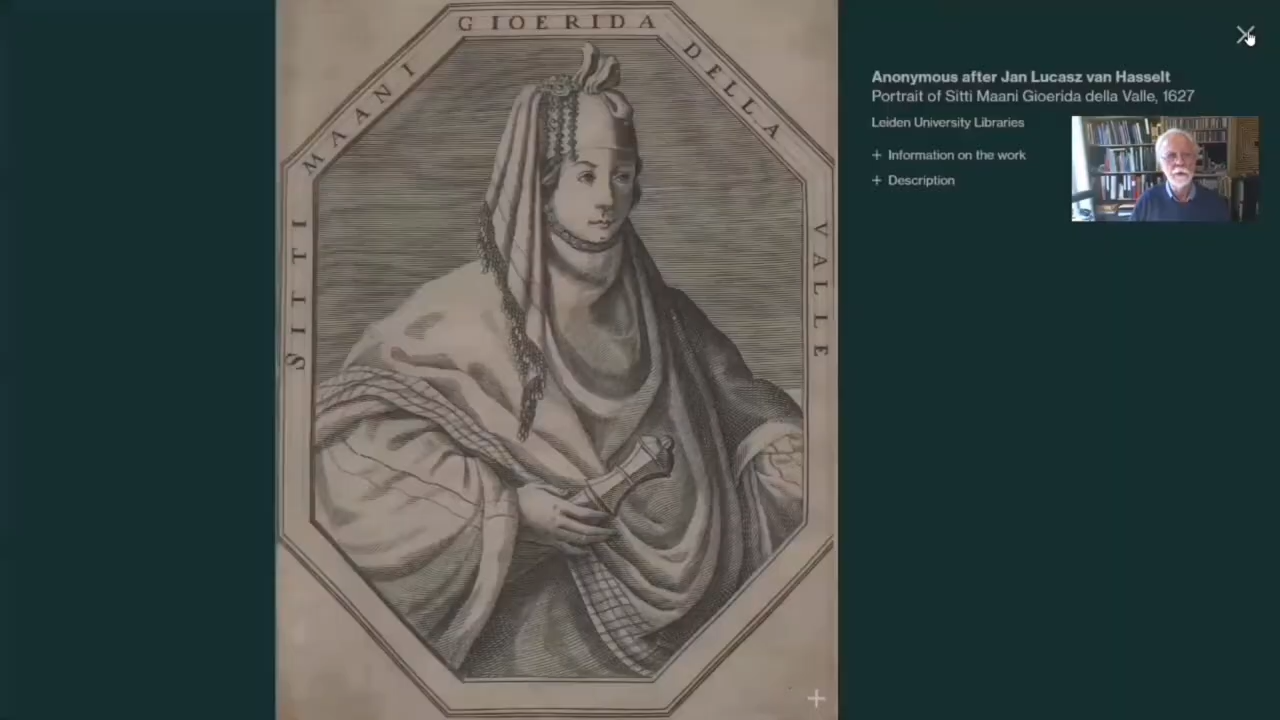 SITTI MAANI GIOERIDA DELLA VALLE
Anonymous after Jan Lucasz van Hasselt
Portrait of Sitti Maani Gioerida della Valle, 1627
Leiden University Libraries
+ Information on the work
+ Description